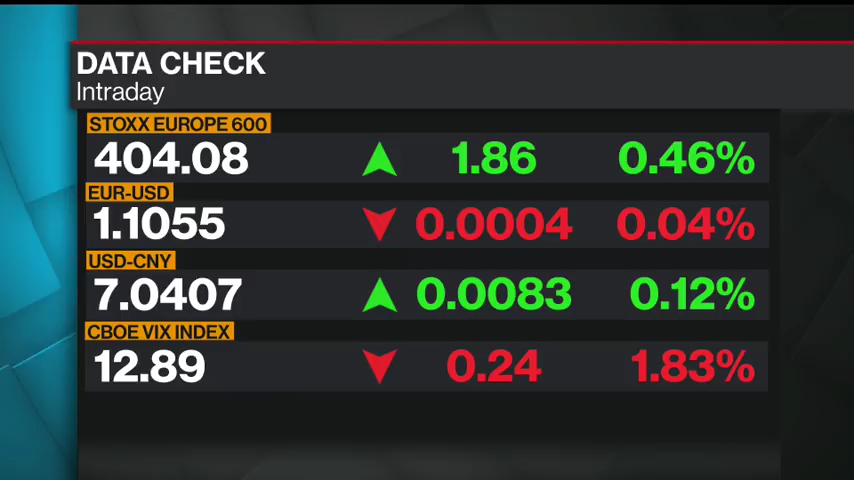 DATA CHECK
Intraday
STOXX EUROPE 600
404.08 1.86 0.46%
EUR-USD
1.1055 0.0004 0.04%
USD-CNY
7.0407 0.0083 0.12%
CBOE VIX INDEX
12.89 0.24 1.83%